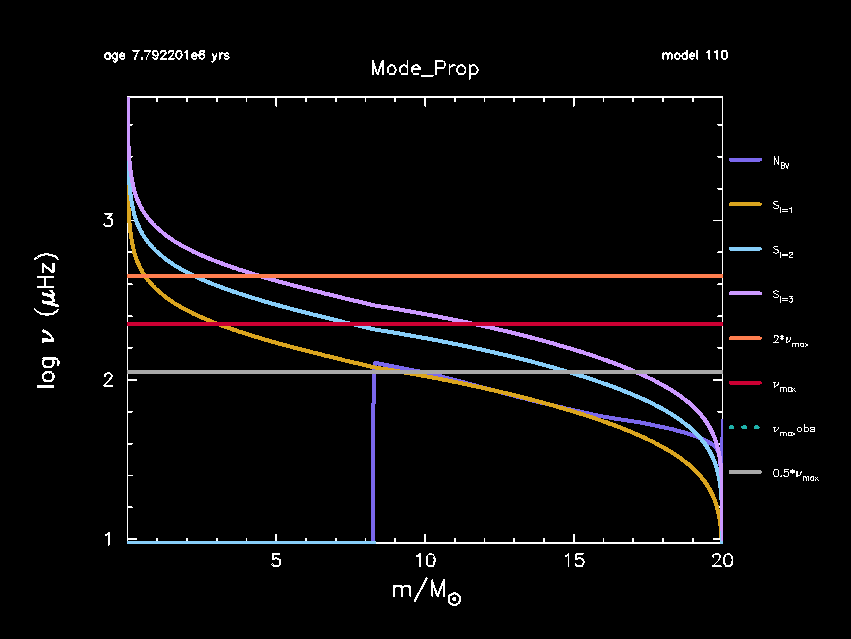 age 7.792201e6 yrs
model 110
Mode_Prop
log ν (μHz)
3
2
1
5
10
15
20
m/M☉
N_BV
S_l=1
S_l=2
S_l=3
2*ν_max
ν_max
ν_max obs
0.5*ν_max